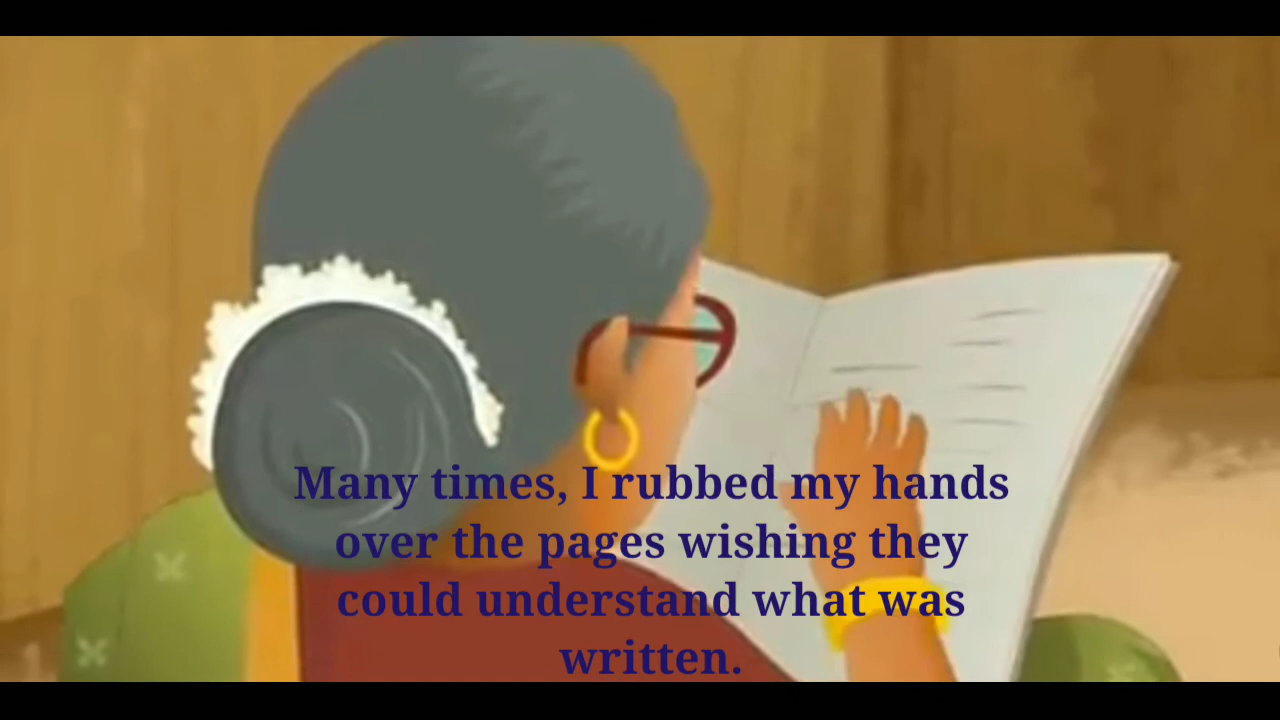 Many times, I rubbed my hands
over the pages wishing they
could understand what was
written.